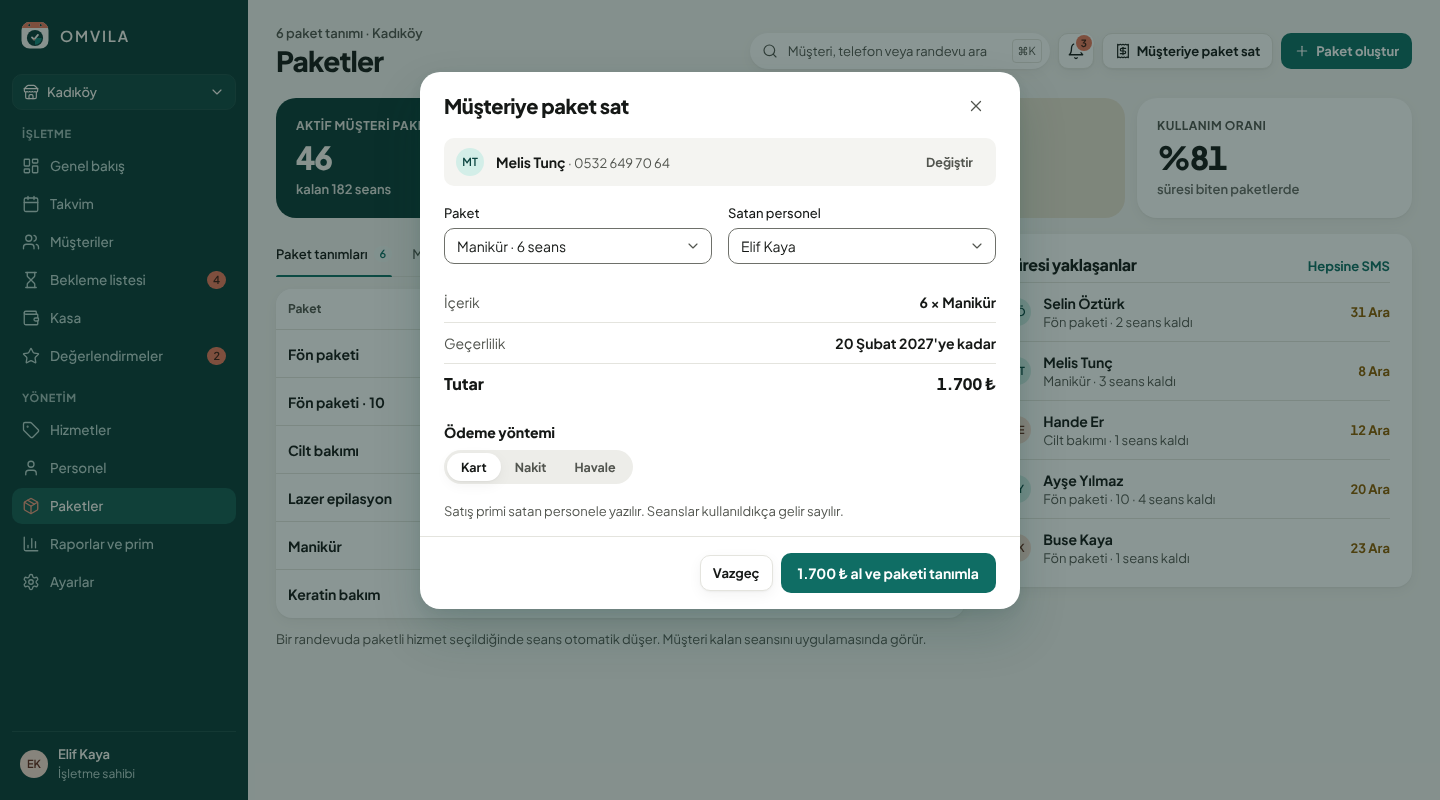 OMVILA
Kadıköy
İŞLETME
Genel bakış
Takvim
Müşteriler
Bekleme listesi 4
Kasa
Değerlendirmeler 2
YÖNETİM
Hizmetler
Personel
Paketler
Raporlar ve prim
Ayarlar
EK
Elif Kaya
İşletme sahibi
6 paket tanımı · Kadıköy
Paketler
Müşteri, telefon veya randevu ara ⌘K
3
Müşteriye paket sat
Paket oluştur
AKTİF MÜŞTERİ
46
kalan 182 seans
KULLANIM ORANI
%81
süresi biten paketlerde
Paket tanımları 6
Paket
Fön paketi
Fön paketi · 10
Cilt bakımı
Lazer epilasyon
Manikür
Keratin bakım
Bir randevuda paketli hizmet seçildiğinde seans otomatik düşer. Müşteri kalan seansını uygulamasında görür.
yaklaşanlar
Hepsine SMS
Selin Öztürk
Fön paketi · 2 seans kaldı
31 Ara
Melis Tunç
Manikür · 3 seans kaldı
8 Ara
Hande Er
Cilt bakımı · 1 seans kaldı
12 Ara
Ayşe Yılmaz
Fön paketi · 10 · 4 seans kaldı
20 Ara
Buse Kaya
Fön paketi · 1 seans kaldı
23 Ara
Müşteriye paket sat
MT
Melis Tunç · 0532 649 70 64
Değiştir
Paket
Manikür · 6 seans
Satan personel
Elif Kaya
İçerik
6 × Manikür
Geçerlilik
20 Şubat 2027'ye kadar
Tutar
1.700 ₺
Ödeme yöntemi
Kart
Nakit
Havale
Satış primi satan personele yazılır. Seanslar kullanıldıkça gelir sayılır.
Vazgeç
1.700 ₺ al ve paketi tanımla